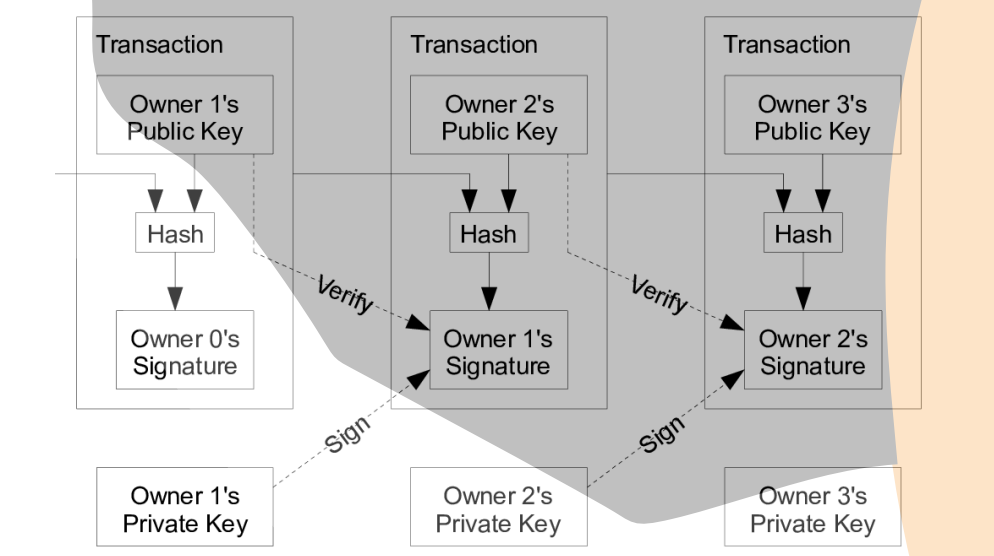 Transaction
Owner 1's
Public Key
Hash
Owner 0's
Signature
Transaction
Owner 2's
Public Key
Hash
Verify
Owner 1's
Signature
Transaction
Owner 3's
Public Key
Hash
Verify
Owner 2's
Signature
Sign
Sign
Owner 1's
Private Key
Owner 2's
Private Key
Owner 3's
Private Key